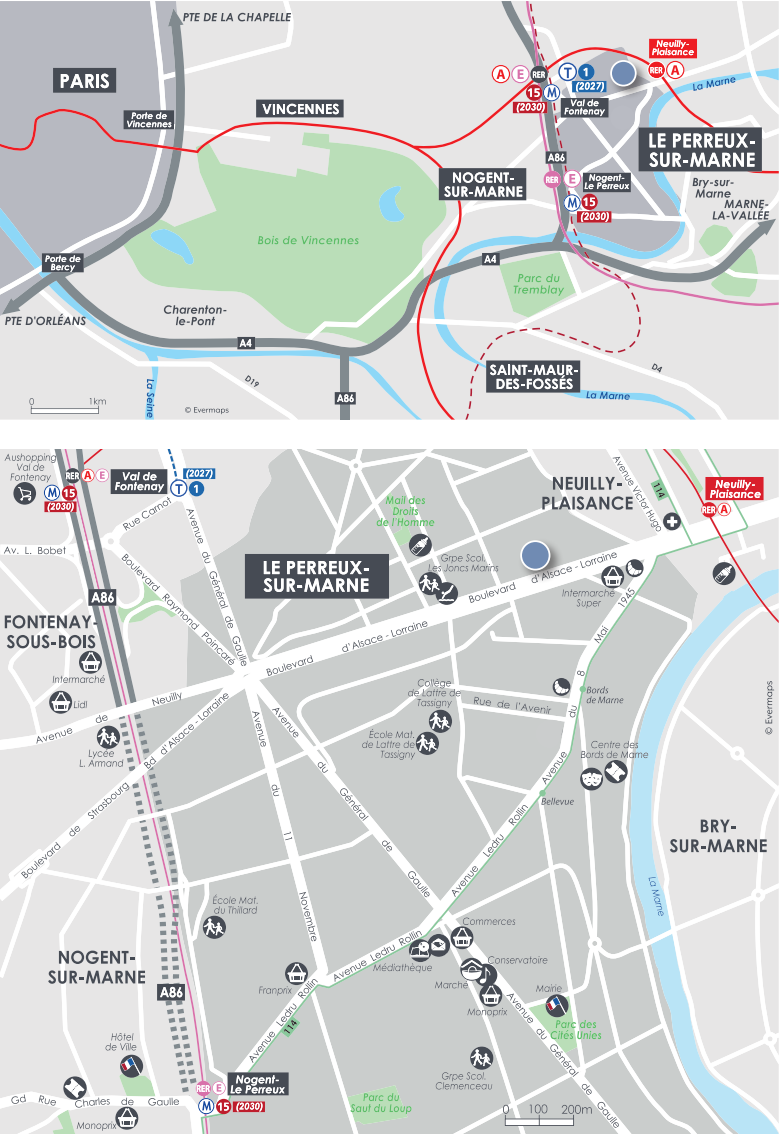 PTE DE LA CHAPELLE
PARIS
Porte de
Vincennes
VINCENNES
A E RER
15 M
(2030)
T 1
(2027)
Val de
Fontenay
Neuilly-
Plaisance
RER A
La Marne
LE PERREUX-
SUR-MARNE
A86
NOGENT-
SUR-MARNE
RER E
Nogent-
Le Perreux
M 15
(2030)
Bry-sur-
Marne
MARNE-
LA-VALLÉE
Bois de Vincennes
Porte de
Bercy
A4
Parc du
Tremblay
PTE D'ORLÉANS
Charenton-
le-Pont
A4
SAINT-MAUR-
DES-FOSSÉS
D4
La Marne
D19
La Seine
A86
0 1km
© Evermaps
Aushopping
Val de
Fontenay
RER A E
M 15
(2030)
Val de
Fontenay
(2027)
T 1
Rue Carnot
Avenue du Général de Gaulle
Av. L. Bobet
Boulevard Raymond Poincaré
A86
FONTENAY-
SOUS-BOIS
Intermarché
Lidl
Avenue de Neuilly
Lycée
L. Armand
Boulevard de Strasbourg
Bd d'Alsace-Lorraine
LE PERREUX-
SUR-MARNE
Mail des
Droits
de l'Homme
Grpe Scol.
Les Joncs Marins
NEUILLY-
PLAISANCE
Avenue Victor Hugo
114
Neuilly-
Plaisance
RER A
Boulevard d'Alsace-Lorraine
Boulevard d'Alsace-Lorraine
Intermarché
Super
Avenue du 8 Mai 1945
Collège
de Lattre de
Tassigny
Rue de l'Avenir
Bords
de Marne
École Mat.
de Lattre de
Tassigny
Centre des
Bords de Marne
Bellevue
© Evermaps
BRY-
SUR-MARNE
La Marne
Avenue du Général de Gaulle
Avenue du 11 Novembre
Avenue Ledru Rollin
École Mat.
du Thillard
NOGENT-
SUR-MARNE
A86
Franprix
Avenue Ledru Rollin
Médiathèque
Commerces
Conservatoire
Marché
Monoprix
Mairie
Parc des
Cités Unies
Avenue du Général de Gaulle
Avenue Ledru Rollin
114
Hôtel
de Ville
Grpe Scol.
Clemenceau
RER E
Nogent-
Le Perreux
M 15
(2030)
Gd Rue Charles de Gaulle
Monoprix
Parc du
Saut du Loup
0 100 200m